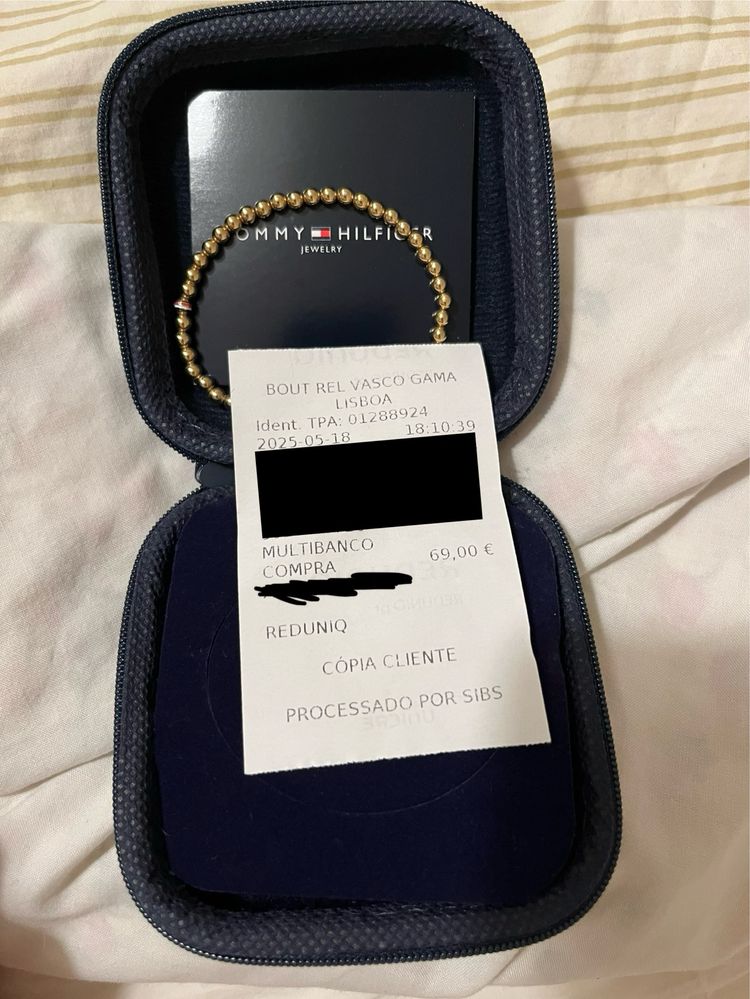 TOMMY HILFIGER
JEWELRY
BOUT REL VASCO GAMA
LISBOA
Ident. TPA: 01288924
2025-05-18 18:10:39
MULTIBANCO
COMPRA 69,00 €
REDUNIQ
CÓPIA CLIENTE
PROCESSADO POR SIBS